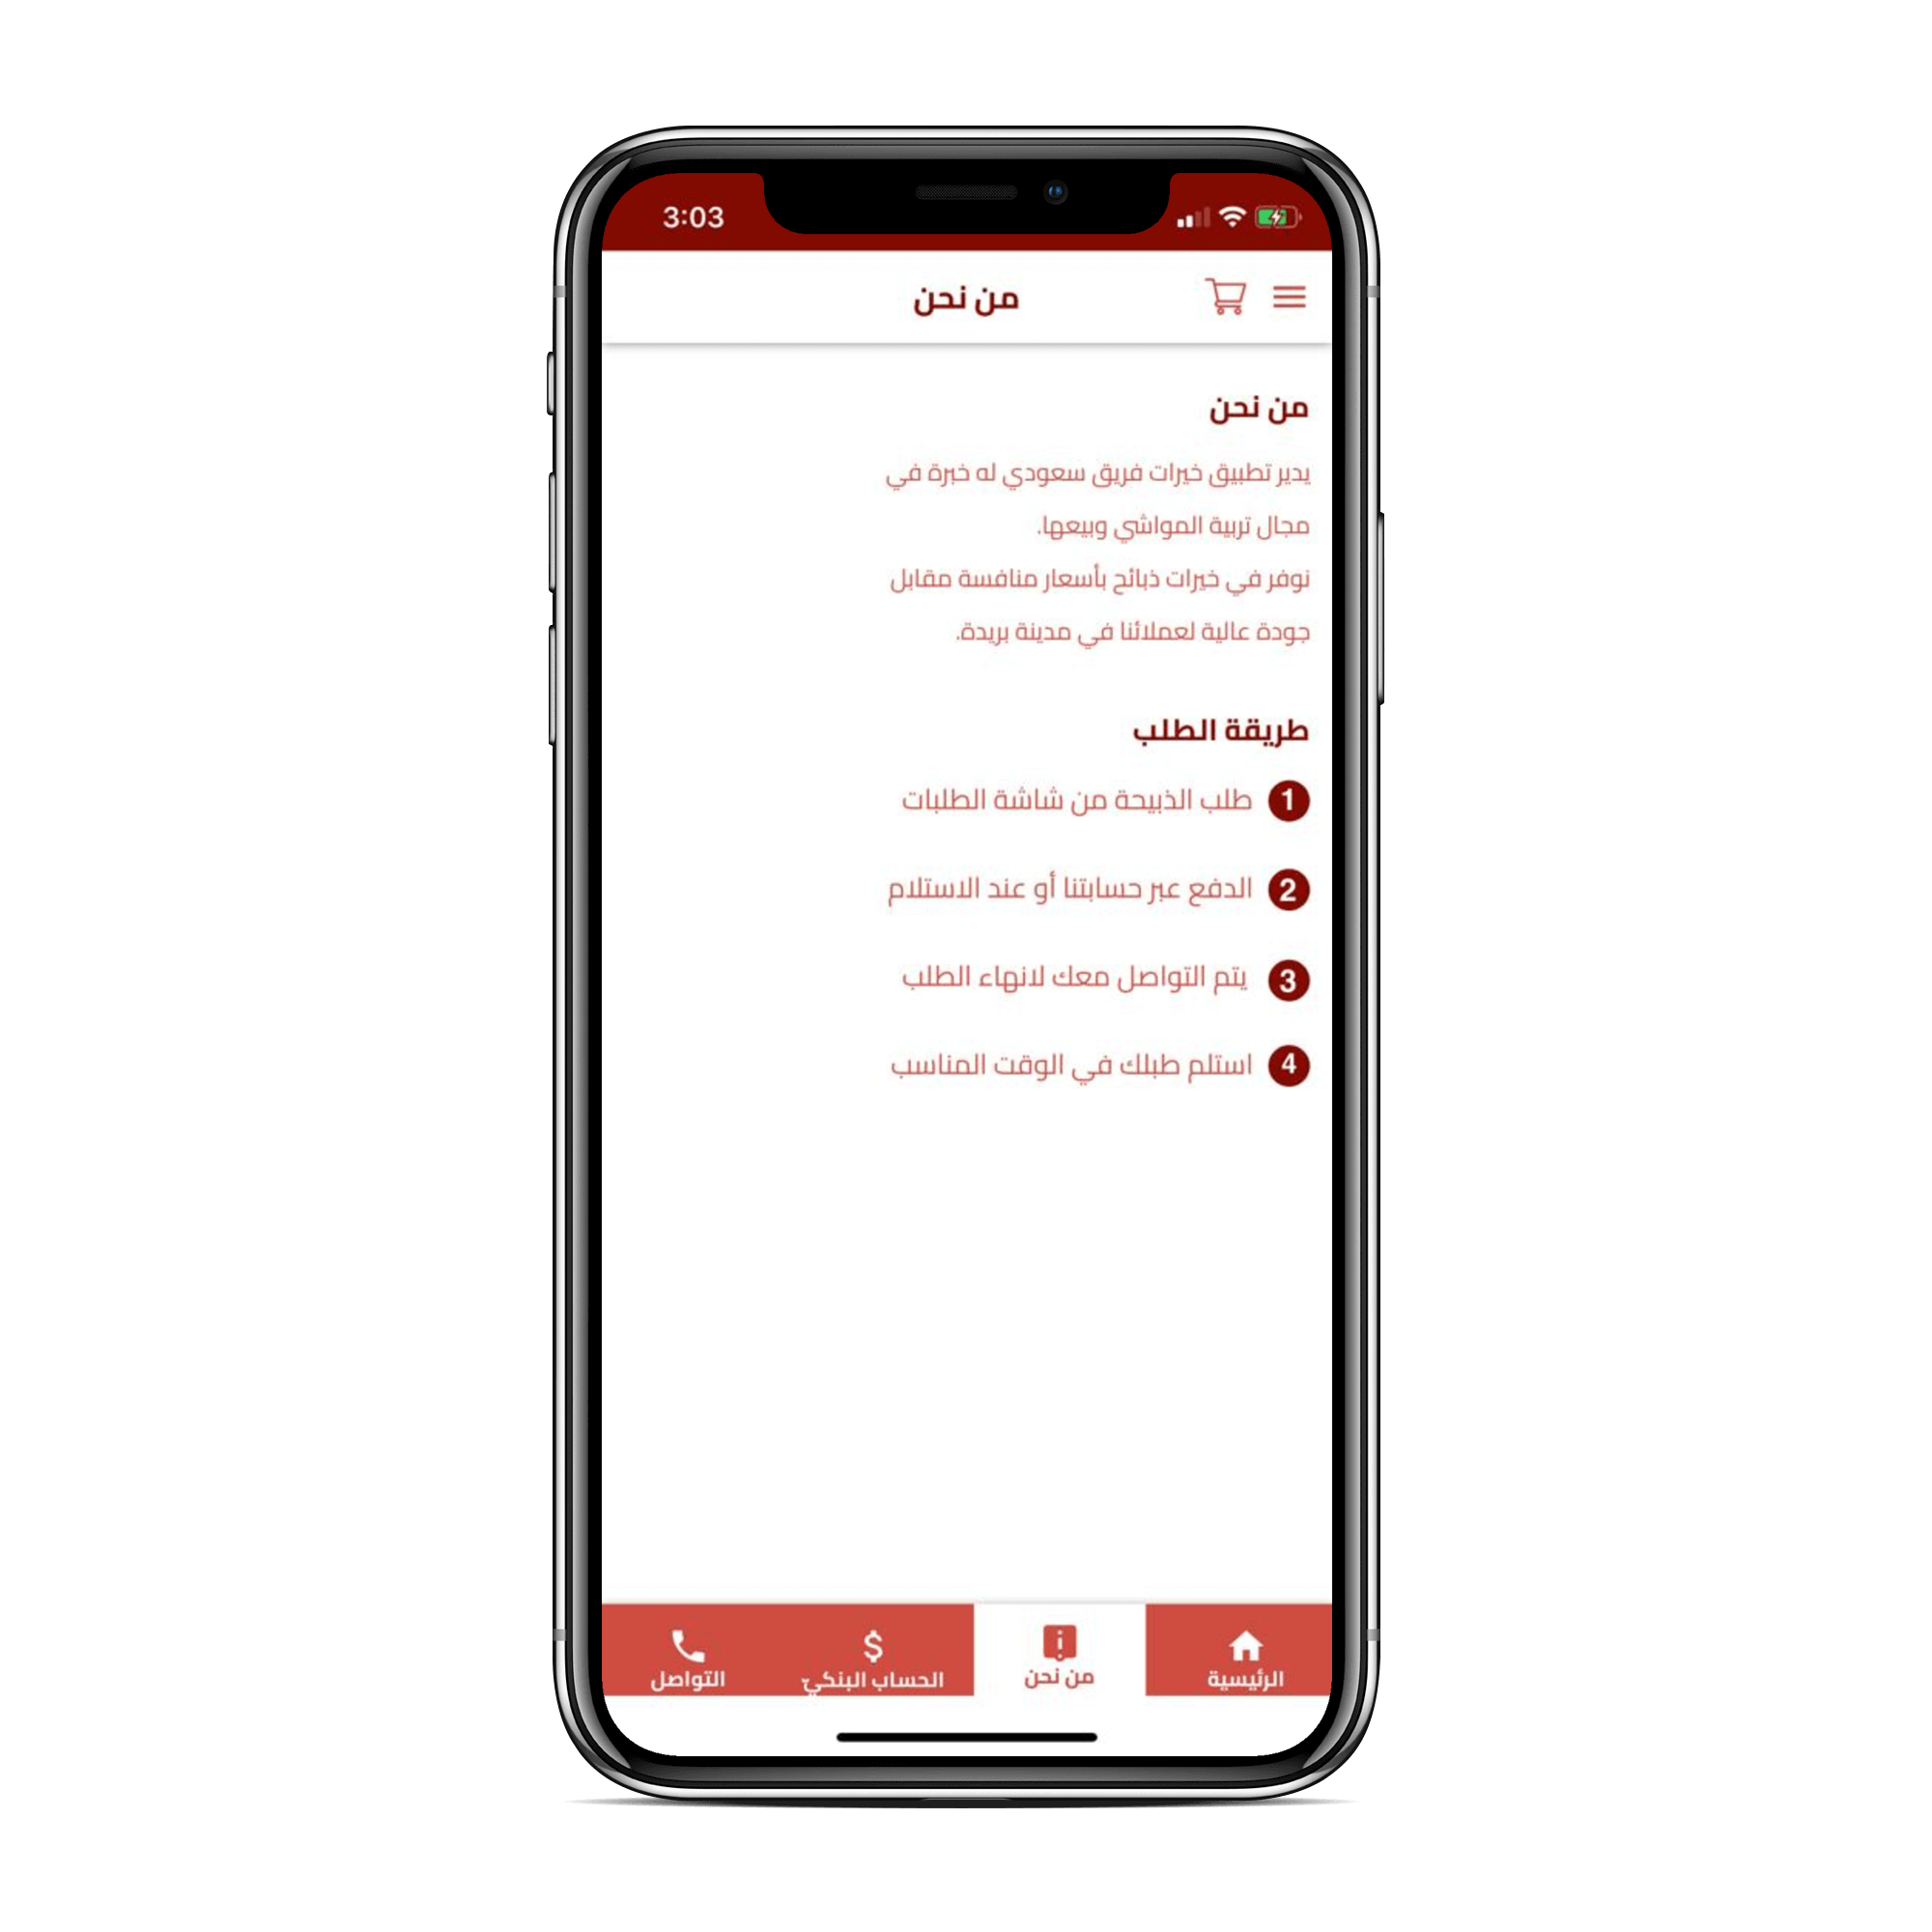 3:03
من نحن
من نحن
يدير تطبيق خيرات فريق سعودي له خبرة في
مجال تربية المواشي وبيعها.
نوفر في خيرات ذبائح بأسعار منافسة مقابل
جودة عالية لعملائنا في مدينة بريدة.
طريقة الطلب
1 طلب الذبيحة من شاشة الطلبات
2 الدفع عبر حسابتنا أو عند الاستلام
3 يتم التواصل معك لانهاء الطلب
4 استلم طبلك في الوقت المناسب
الرئيسية
من نحن
الحساب البنكي
التواصل